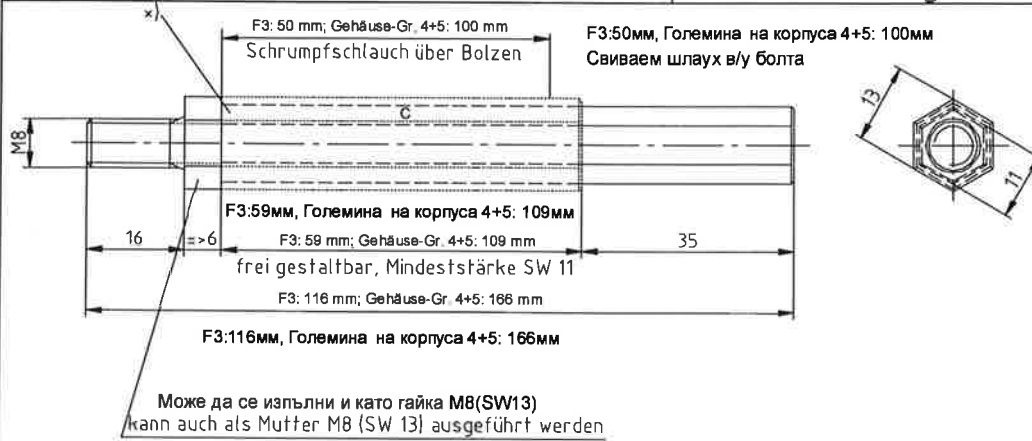 x)
F3: 50 mm; Gehäuse-Gr. 4+5: 100 mm
Schrumpfschlauch über Bolzen
F3:50мм, Големина на корпуса 4+5: 100мм
Свиваем шлаух в/у болта
13
11
M8
C
F3:59мм, Големина на корпуса 4+5: 109мм
16
=>6
F3: 59 mm; Gehäuse-Gr. 4+5: 109 mm
35
frei gestaltbar, Mindeststärke SW 11
F3: 116 mm; Gehäuse-Gr. 4+5: 166 mm
F3:116мм, Големина на корпуса 4+5: 166мм
Може да се изпълни и като гайка M8(SW13)
kann auch als Mutter M8 (SW 13) ausgeführt werden